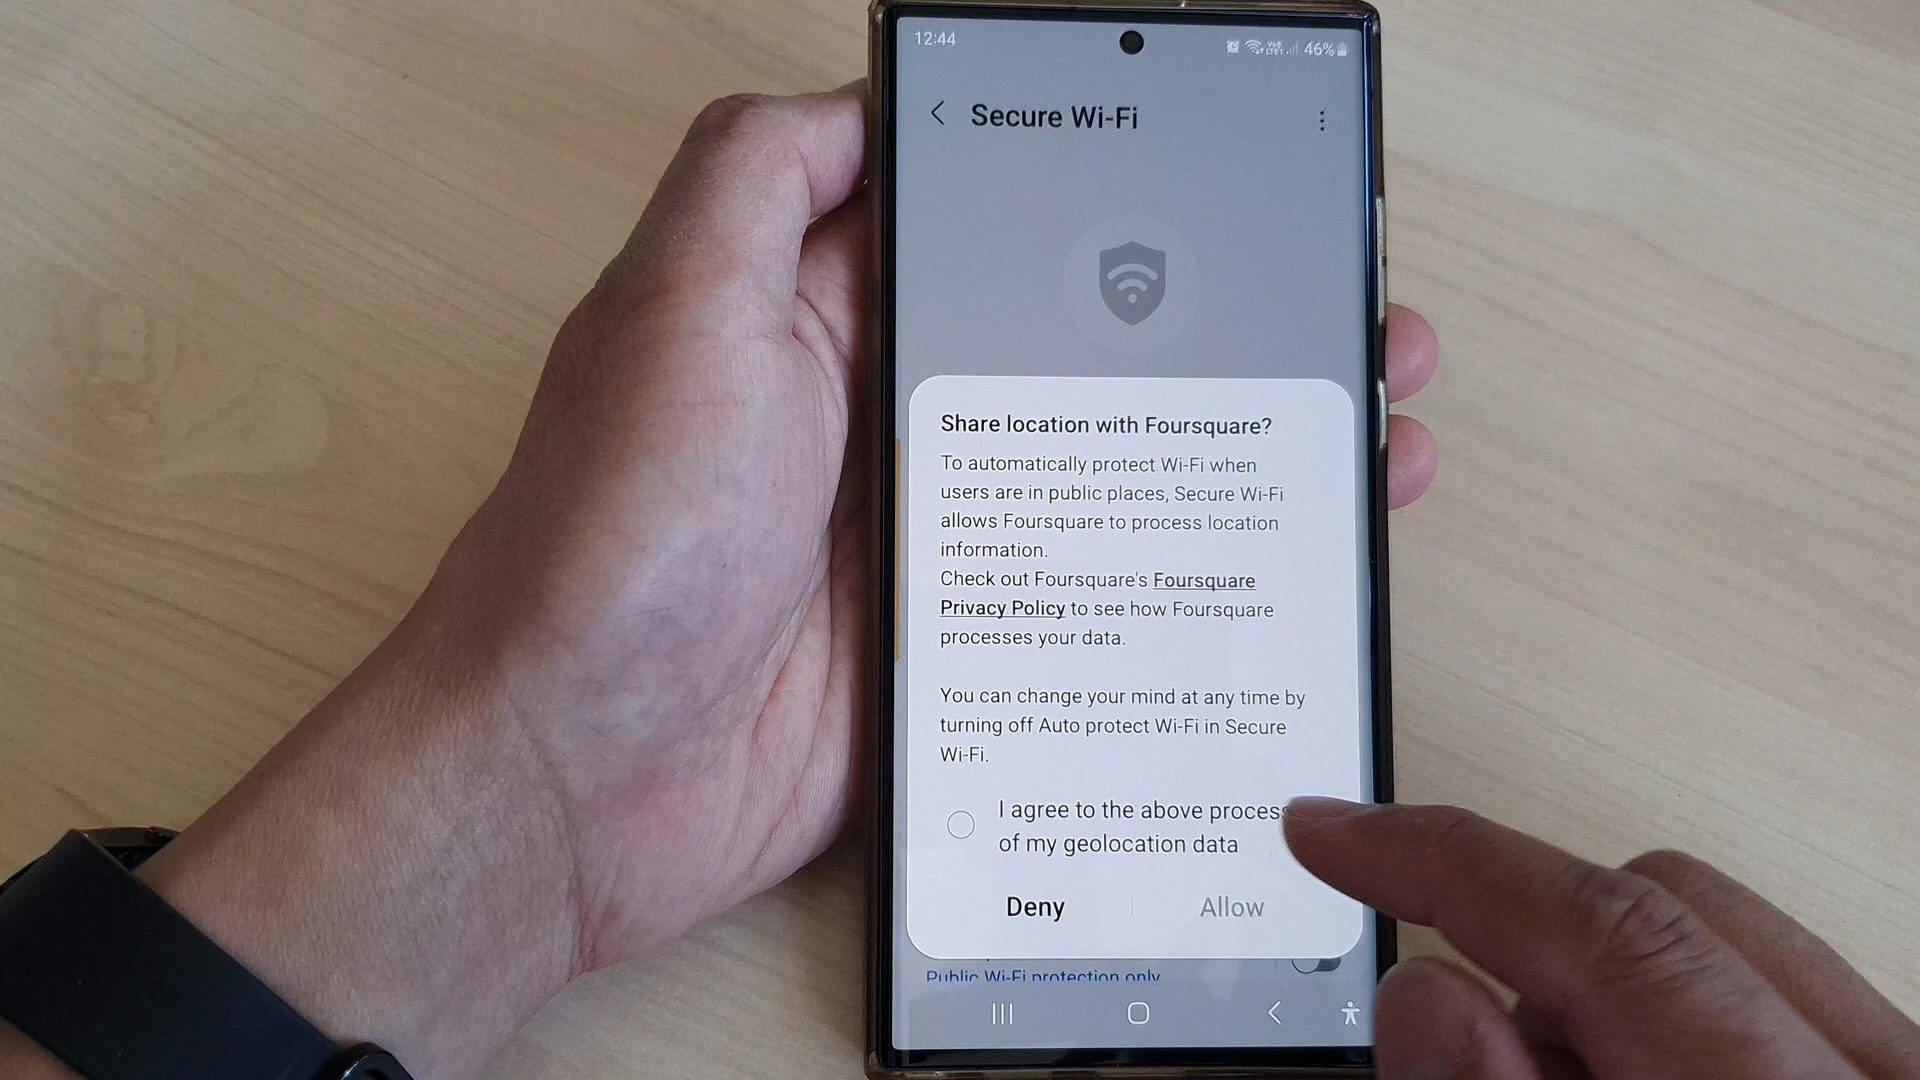 12:44
46%
Secure Wi-Fi
Share location with Foursquare?
To automatically protect Wi-Fi when
users are in public places, Secure Wi-Fi
allows Foursquare to process location
information.
Check out Foursquare's Foursquare
Privacy Policy to see how Foursquare
processes your data.
You can change your mind at any time by
turning off Auto protect Wi-Fi in Secure
Wi-Fi.
I agree to the above process
of my geolocation data
Deny
Allow
Public Wi-Fi protection only